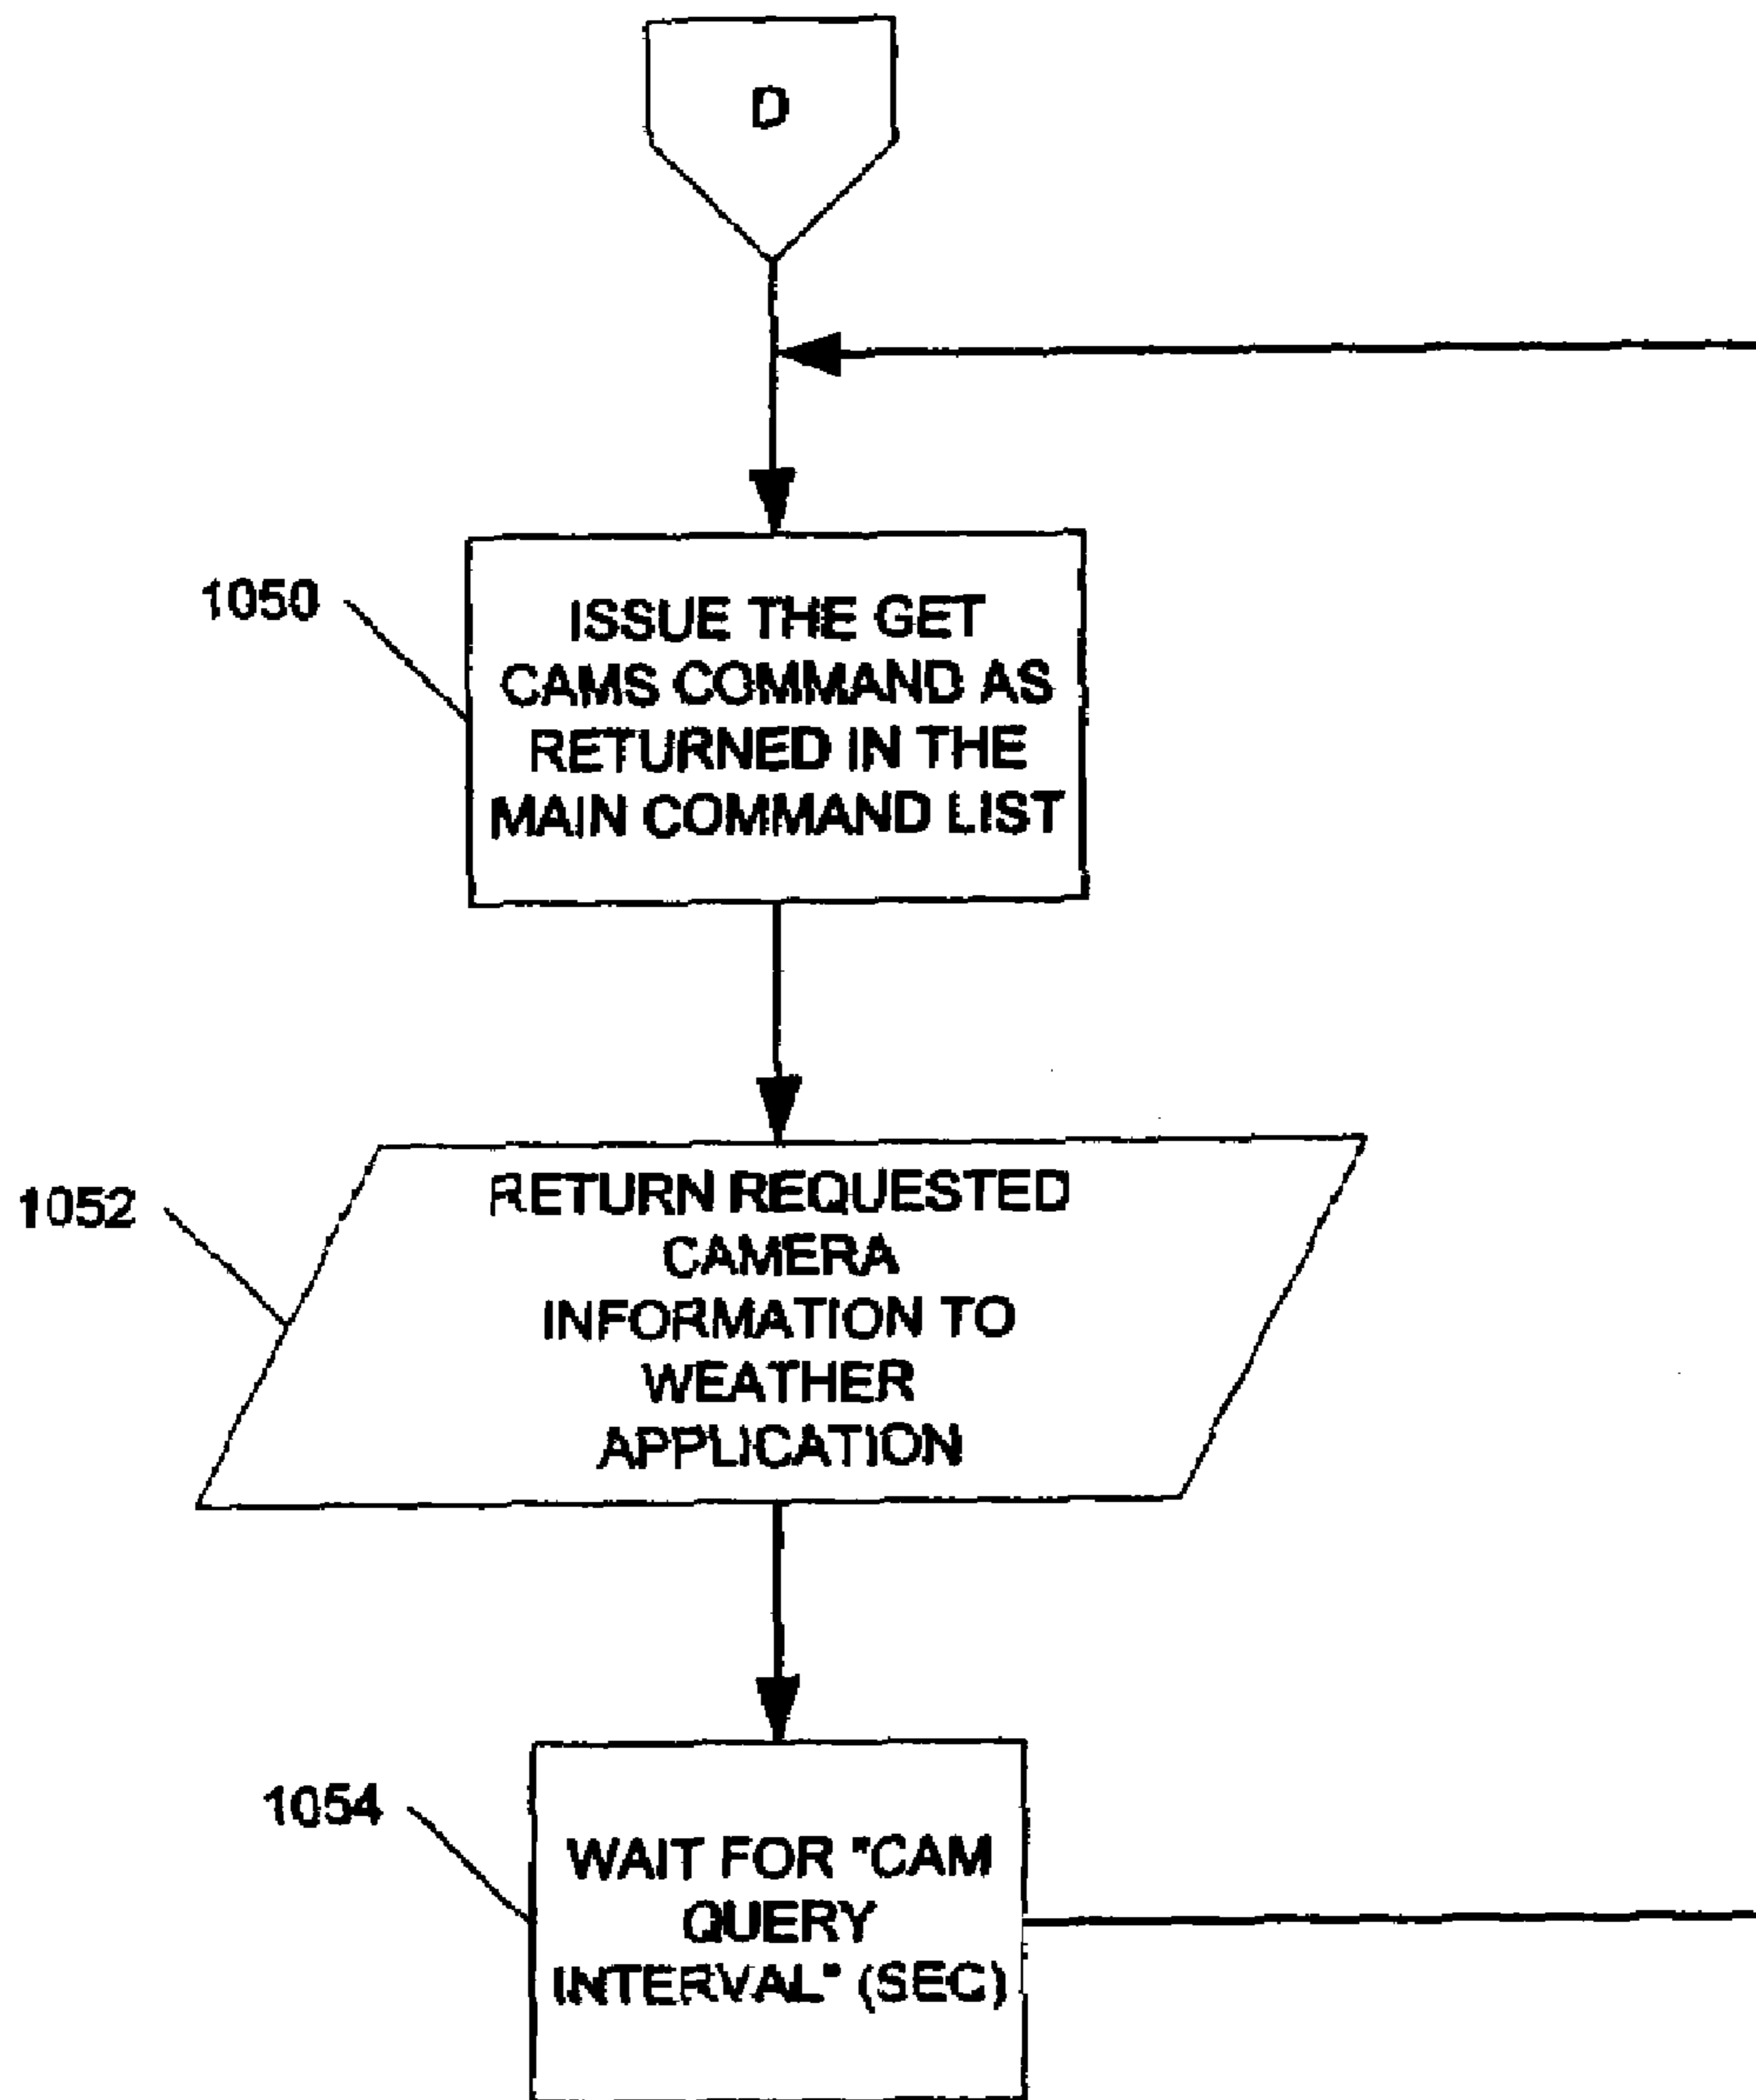 D
1050
ISSUE THE GET
CAMS COMMAND AS
RETURNED IN THE
MAIN COMMAND LIST
1052
RETURN REQUESTED
CAMERA
INFORMATION TO
WEATHER
APPLICATION
1054
WAIT FOR "CAM
QUERY
INTERVAL" (SEC)